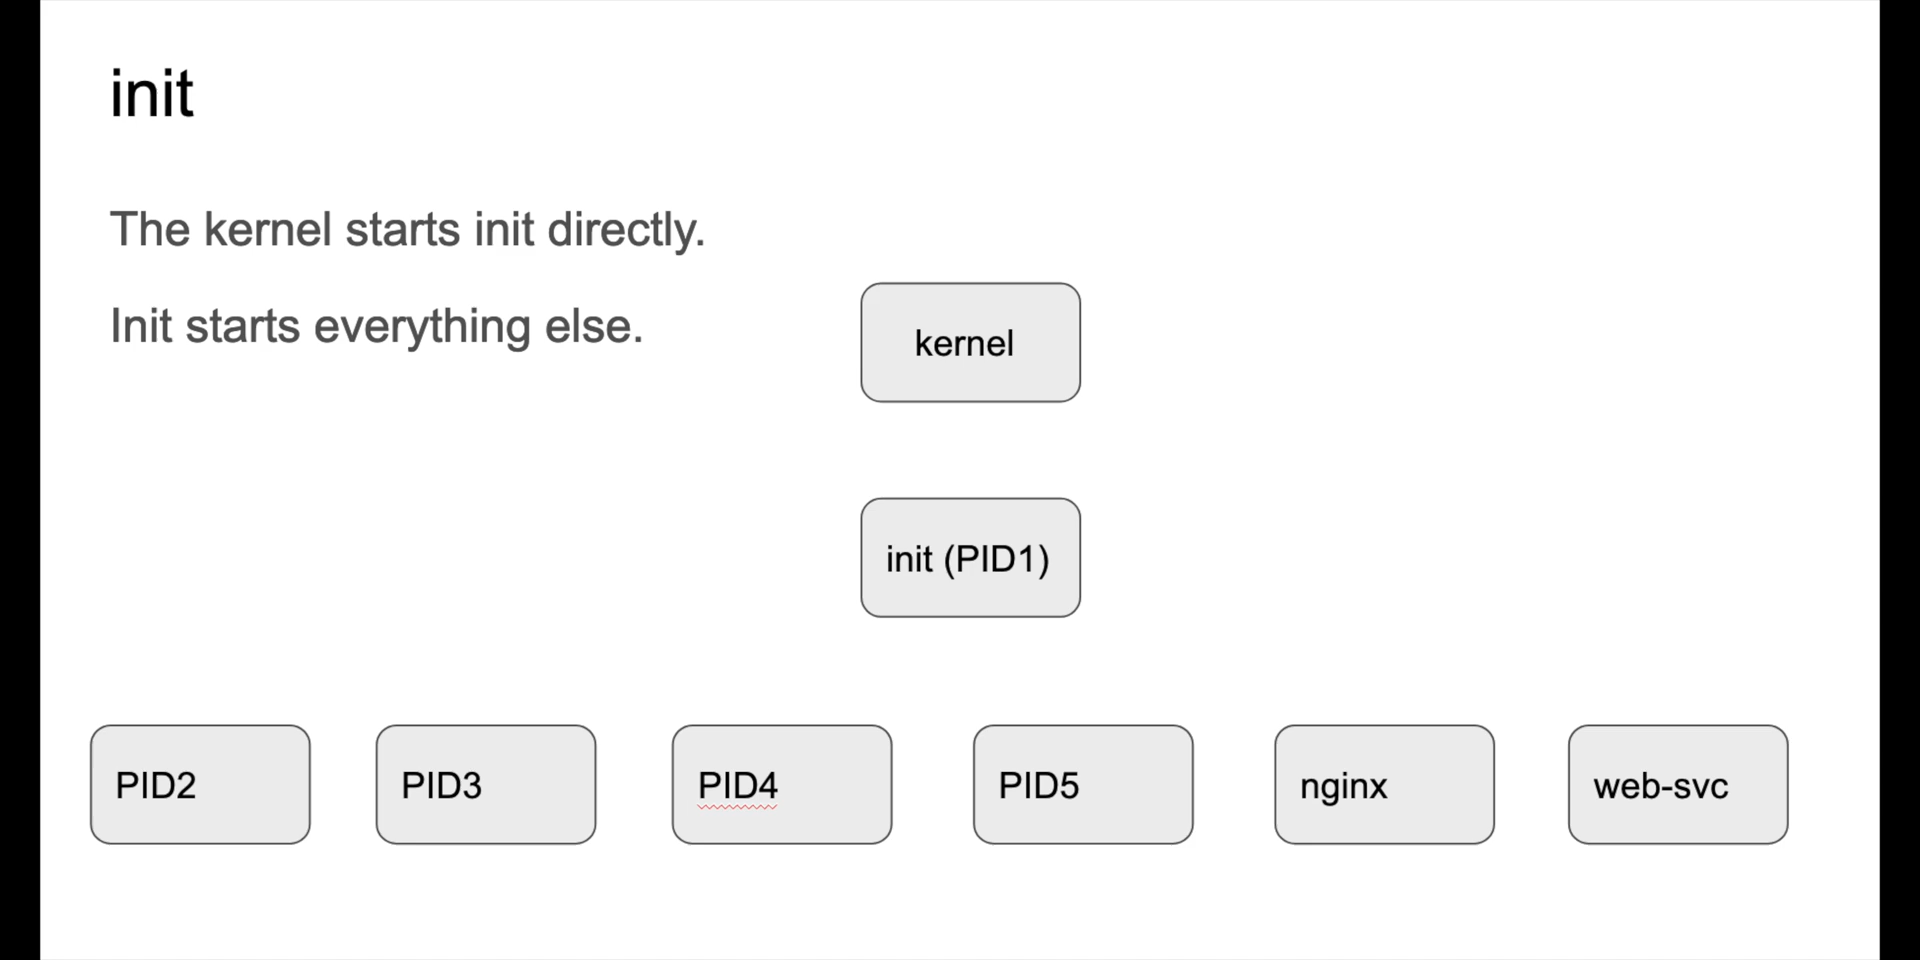 init
The kernel starts init directly.
Init starts everything else.
kernel
init (PID1)
PID2
PID3
PID4
PID5
nginx
web-svc